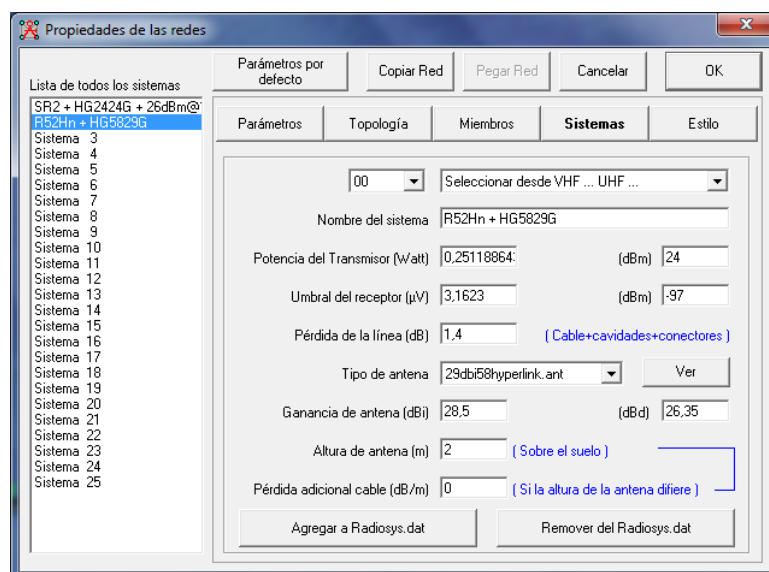 Propiedades de las redes
Lista de todos los sistemas
SR2 + HG2424G + 26dBm@
R52Hn + HG5829G
Sistema 3
Sistema 4
Sistema 5
Sistema 6
Sistema 7
Sistema 8
Sistema 9
Sistema 10
Sistema 11
Sistema 12
Sistema 13
Sistema 14
Sistema 15
Sistema 16
Sistema 17
Sistema 18
Sistema 19
Sistema 20
Sistema 21
Sistema 22
Sistema 23
Sistema 24
Sistema 25
Parámetros por
defecto
Copiar Red
Pegar Red
Cancelar
OK
Parámetros
Topología
Miembros
Sistemas
Estilo
00
Seleccionar desde VHF ... UHF ...
Nombre del sistema R52Hn + HG5829G
Potencia del Transmisor (Watt) 0,25118864 (dBm) 24
Umbral del receptor (µV) 3,1623 (dBm) -97
Pérdida de la línea (dB) 1,4 ( Cable+cavidades+conectores )
Tipo de antena 29dbi58hyperlink.ant Ver
Ganancia de antena (dBi) 28,5 (dBd) 26,35
Altura de antena (m) 2 ( Sobre el suelo )
Pérdida adicional cable (dB/m) 0 ( Si la altura de la antena difiere )
Agregar a Radiosys.dat
Remover del Radiosys.dat